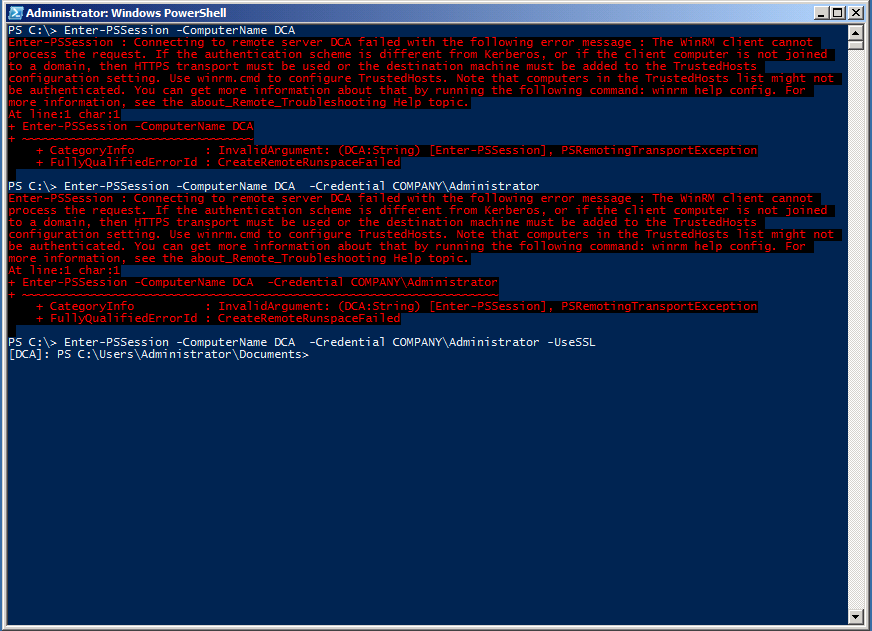 Administrator: Windows PowerShell
PS C:\> Enter-PSSession -ComputerName DCA
Enter-PSSession : Connecting to remote server DCA failed with the following error message : The WinRM client cannot
process the request. If the authentication scheme is different from Kerberos, or if the client computer is not joined
to a domain, then HTTPS transport must be used or the destination machine must be added to the TrustedHosts
configuration setting. Use winrm.cmd to configure TrustedHosts. Note that computers in the TrustedHosts list might not
be authenticated. You can get more information about that by running the following command: winrm help config. For
more information, see the about_Remote_Troubleshooting Help topic.
At line:1 char:1
+ Enter-PSSession -ComputerName DCA
+ ~~~~~~~~~~~~~~~~~~~~~~~~~~~~~~~~~
    + CategoryInfo          : InvalidArgument: (DCA:String) [Enter-PSSession], PSRemotingTransportException
    + FullyQualifiedErrorId : CreateRemoteRunspaceFailed
PS C:\> Enter-PSSession -ComputerName DCA  -Credential COMPANY\Administrator
Enter-PSSession : Connecting to remote server DCA failed with the following error message : The WinRM client cannot
process the request. If the authentication scheme is different from Kerberos, or if the client computer is not joined
to a domain, then HTTPS transport must be used or the destination machine must be added to the TrustedHosts
configuration setting. Use winrm.cmd to configure TrustedHosts. Note that computers in the TrustedHosts list might not
be authenticated. You can get more information about that by running the following command: winrm help config. For
more information, see the about_Remote_Troubleshooting Help topic.
At line:1 char:1
+ Enter-PSSession -ComputerName DCA  -Credential COMPANY\Administrator
+ ~~~~~~~~~~~~~~~~~~~~~~~~~~~~~~~~~~~~~~~~~~~~~~~~~~~~~~~~~~~~~~~~~~~~
    + CategoryInfo          : InvalidArgument: (DCA:String) [Enter-PSSession], PSRemotingTransportException
    + FullyQualifiedErrorId : CreateRemoteRunspaceFailed
PS C:\> Enter-PSSession -ComputerName DCA  -Credential COMPANY\Administrator -UseSSL
[DCA]: PS C:\Users\Administrator\Documents>